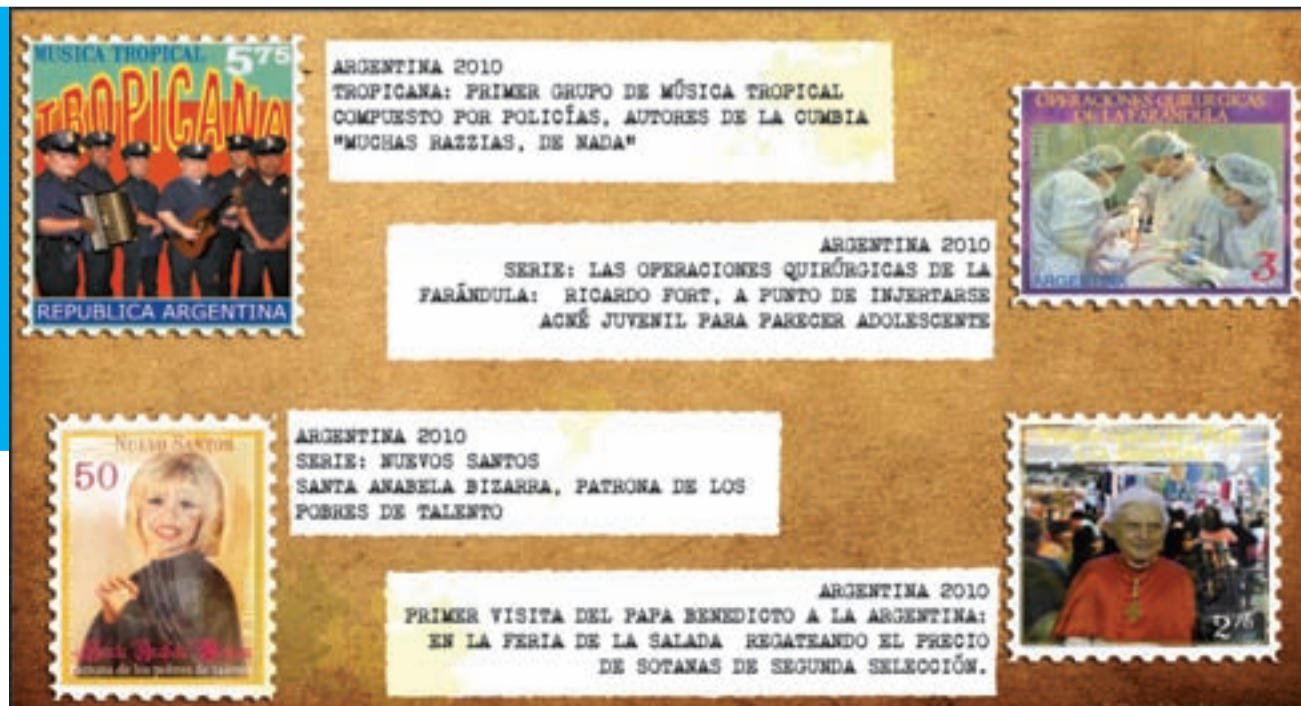 MUSICA TROPICAL
5 75
TROPICANA
REPUBLICA ARGENTINA
ARGENTINA 2010
TROPICANA: PRIMER GRUPO DE MÚSICA TROPICAL
COMPUESTO POR POLICÍAS, AUTORES DE LA CUMBIA
"MUCHAS RAZZIAS, DE NADA"
OPERACIONES QUIRURGICAS
DE LA FARANDULA
ARGENTINA
3
ARGENTINA 2010
SERIE: LAS OPERACIONES QUIRÚRGICAS DE LA
FARÁNDULA: RICARDO FORT, A PUNTO DE INJERTARSE
ACNÉ JUVENIL PARA PARECER ADOLESCENTE
50
patrona de los pobres de talento
ARGENTINA 2010
SERIE: NUEVOS SANTOS
SANTA ANABELA BIZARRA, PATRONA DE LOS
POBRES DE TALENTO
2 75
ARGENTINA 2010
PRIMER VISITA DEL PAPA BENEDICTO A LA ARGENTINA:
EN LA FERIA DE LA SALADA REGATEANDO EL PRECIO
DE SOTANAS DE SEGUNDA SELECCIÓN.